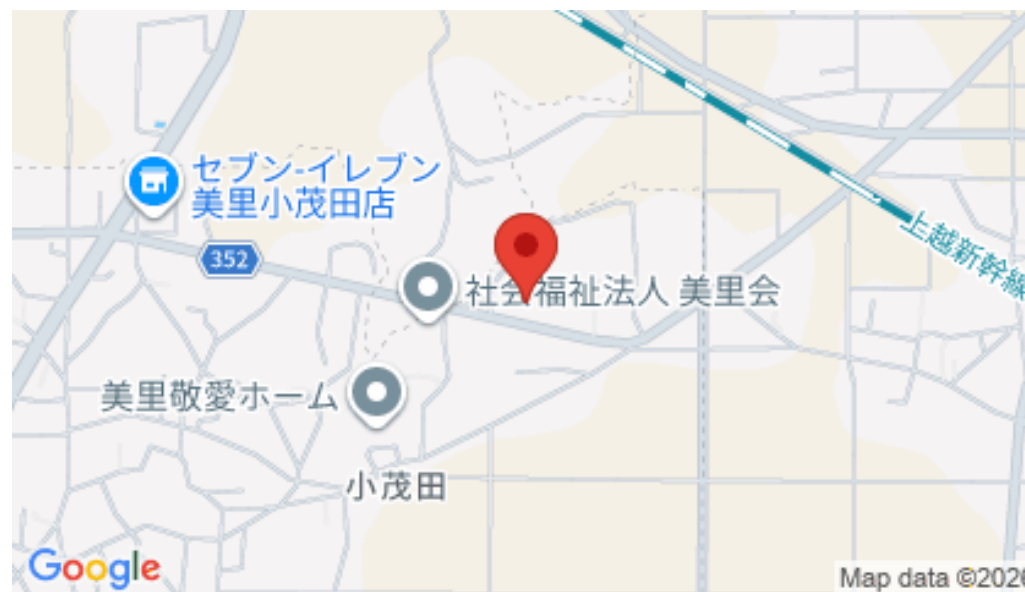 セブン-イレブン
美里小茂田店
上越新幹線
352
社会福祉法人 美里会
美里敬愛ホーム
小茂田
Google
Map data ©2026